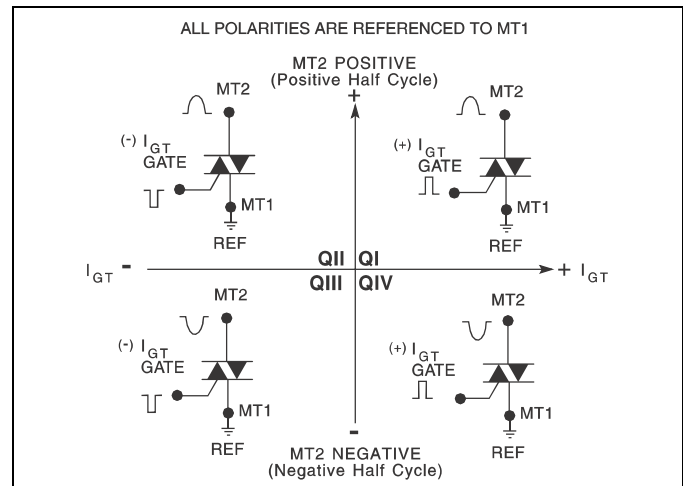 ALL POLARITIES ARE REFERENCED TO MT1
MT2 POSITIVE
(Positive Half Cycle)
+
MT2
(-) IGT
GATE
MT1
REF
MT2
(+) IGT
GATE
MT1
REF
IGT -
QII QI
QIII QIV
+ IGT
MT2
(-) IGT
GATE
MT1
REF
MT2
(+) IGT
GATE
MT1
REF
-
MT2 NEGATIVE
(Negative Half Cycle)